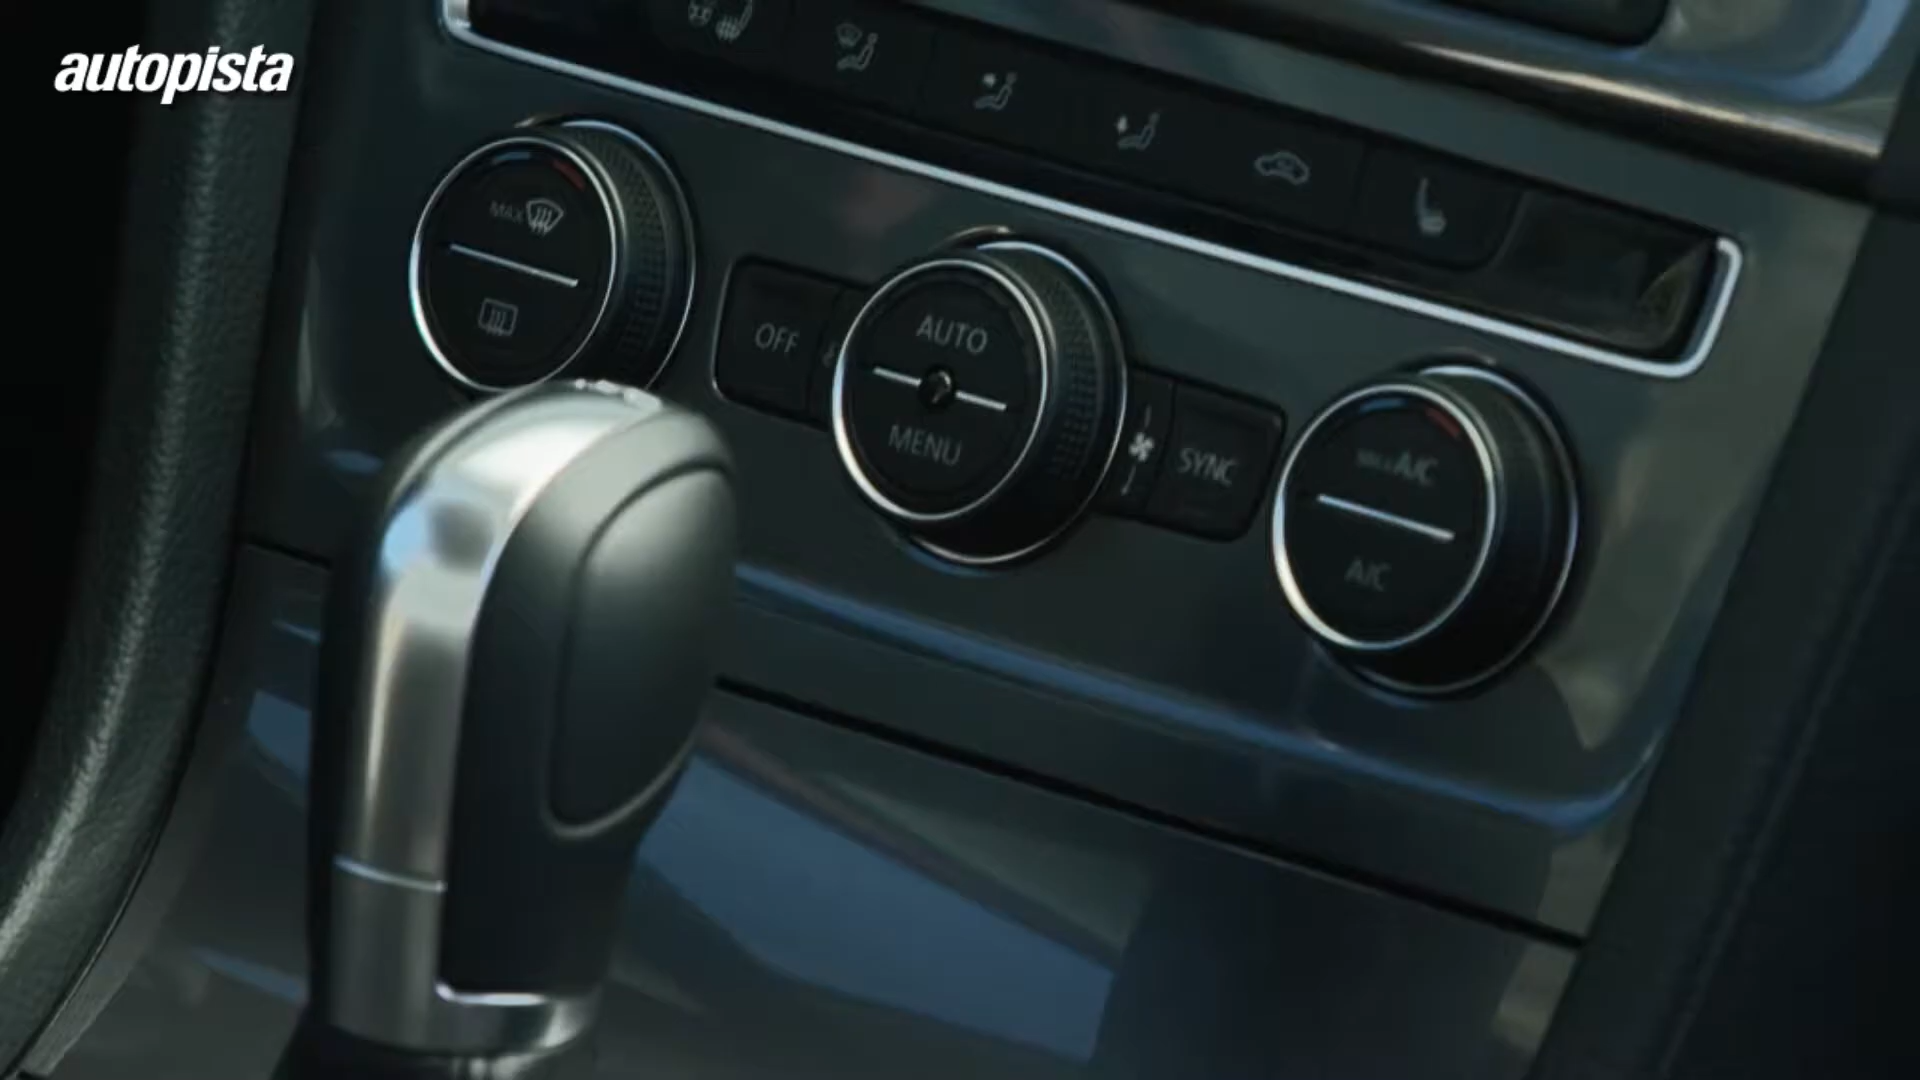 autopista
MAX
OFF
AUTO
MENU
SYNC
A/C
A/C